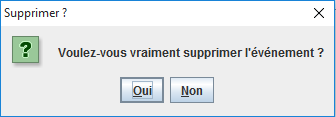 Supprimer ?
Voulez-vous vraiment supprimer l'événement ?
Oui Non